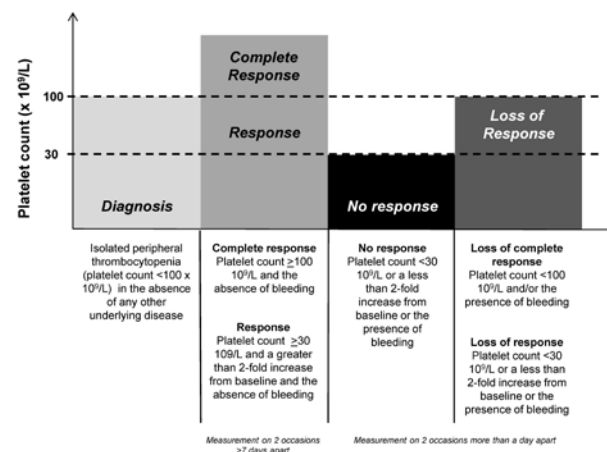 Platelet count (x 10⁹/L)
100
30
Complete
Response
Response
Diagnosis
No response
Loss of
Response
Isolated peripheral
thrombocytopenia
(platelet count <100 x
10⁹/L) in the absence
of any other
underlying disease
Complete response
Platelet count ≥100
10⁹/L and the
absence of bleeding
Response
Platelet count ≥30
109/L and a greater
than 2-fold increase
from baseline and the
absence of bleeding
No response
Platelet count <30
10⁹/L or a less
than 2-fold
increase from
baseline or the
presence of
bleeding
Loss of complete
response
Platelet count <100
10⁹/L and/or the
presence of bleeding
Loss of response
Platelet count <30
10⁹/L or a less than
2-fold increase from
baseline or the
presence of bleeding
Measurement on 2 occasions
>7 days apart
Measurement on 2 occasions more than a day apart